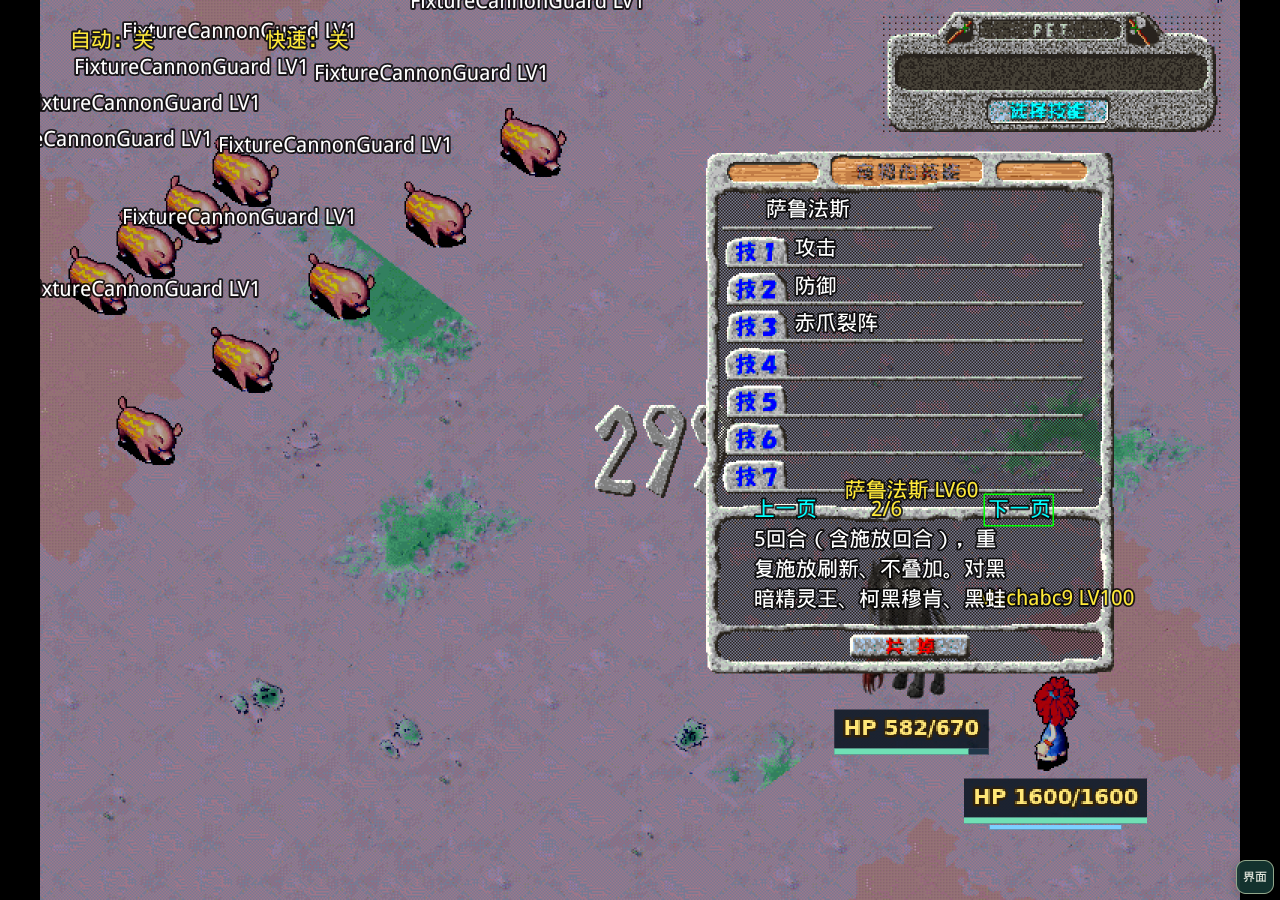 FixtureCannonGuard LV1
FixtureCannonGuard LV1
自动: 关
快速: 关
FixtureCannonGuard LV1
FixtureCannonGuard LV1
xtureCannonGuard LV1
eCannonGuard LV1
FixtureCannonGuard LV1
FixtureCannonGuard LV1
xtureCannonGuard LV1
PET
选择技能
萨鲁法斯
技1 攻击
技2 防御
技3 赤爪裂阵
技4
技5
技6
技7
299
萨鲁法斯 LV60
上一页
2/6
下一页
5回合（含施放回合），重
复施放刷新、不叠加。对黑
暗精灵王、柯黑穆肯、黑蛙
chabc9 LV100
HP 582/670
HP 1600/1600
界面